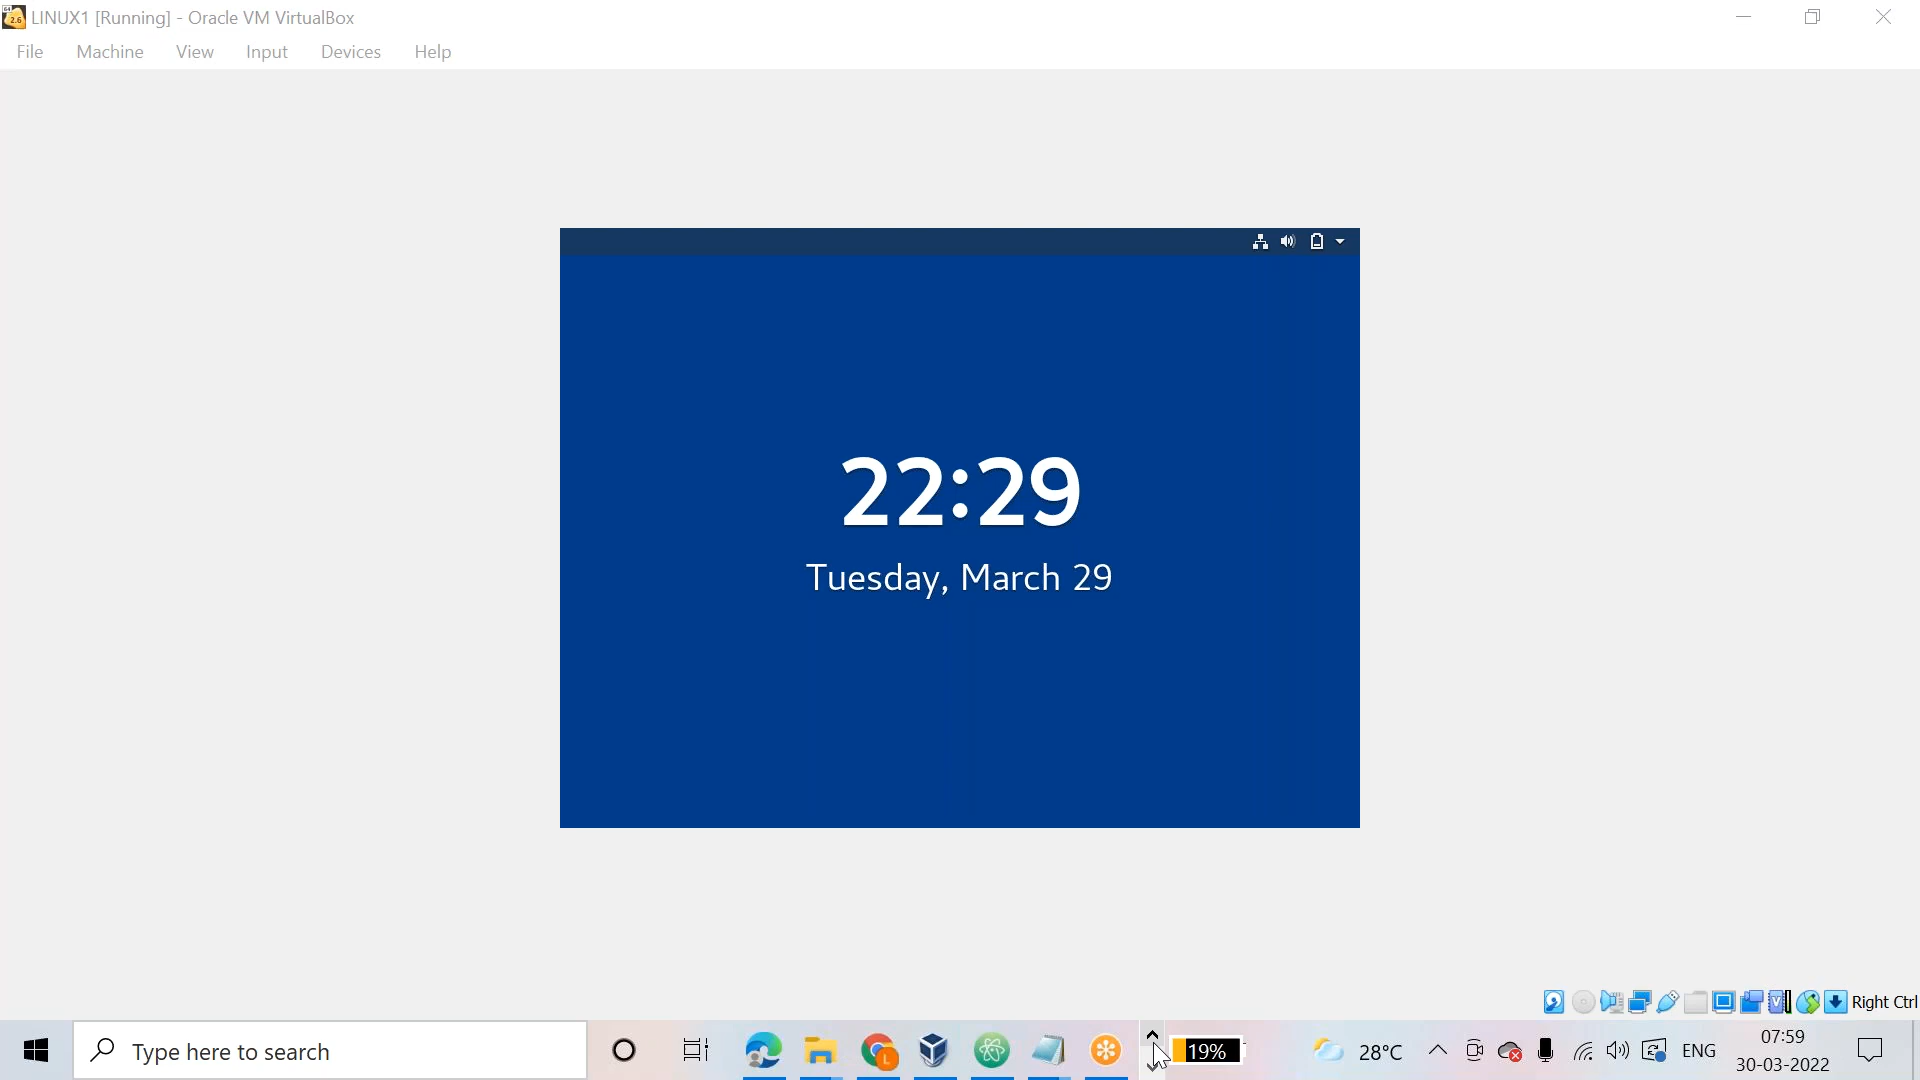 LINUX1 [Running] - Oracle VM VirtualBox
File Machine View Input Devices Help
22:29
Tuesday, March 29
Right Ctrl
Type here to search
19%
28°C
ENG
07:59
30-03-2022